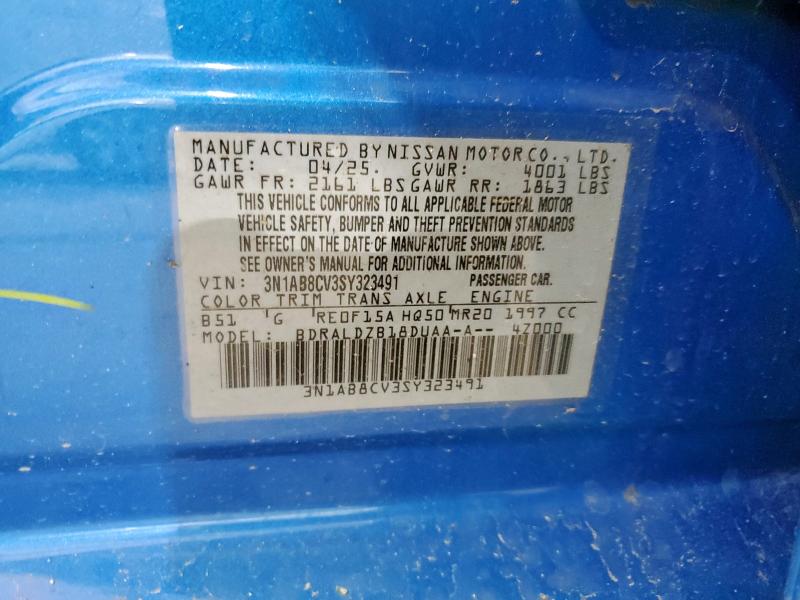 MANUFACTURED BY NISSAN MOTOR CO., LTD.
DATE: 04/25. GVWR: 4001 LBS
GAWR FR: 2161 LBS GAWR RR: 1863 LBS
THIS VEHICLE CONFORMS TO ALL APPLICABLE FEDERAL MOTOR
VEHICLE SAFETY, BUMPER AND THEFT PREVENTION STANDARDS
IN EFFECT ON THE DATE OF MANUFACTURE SHOWN ABOVE.
SEE OWNER'S MANUAL FOR ADDITIONAL INFORMATION.
VIN: 3N1AB8CV3SY323491 PASSENGER CAR.
COLOR TRIM TRANS AXLE ENGINE
B51 G RE0F15A HQ50 MR20 1997 CC
MODEL: BDRALDZB18DUAA-A-- 4Z000
3N1AB8CV3SY323491